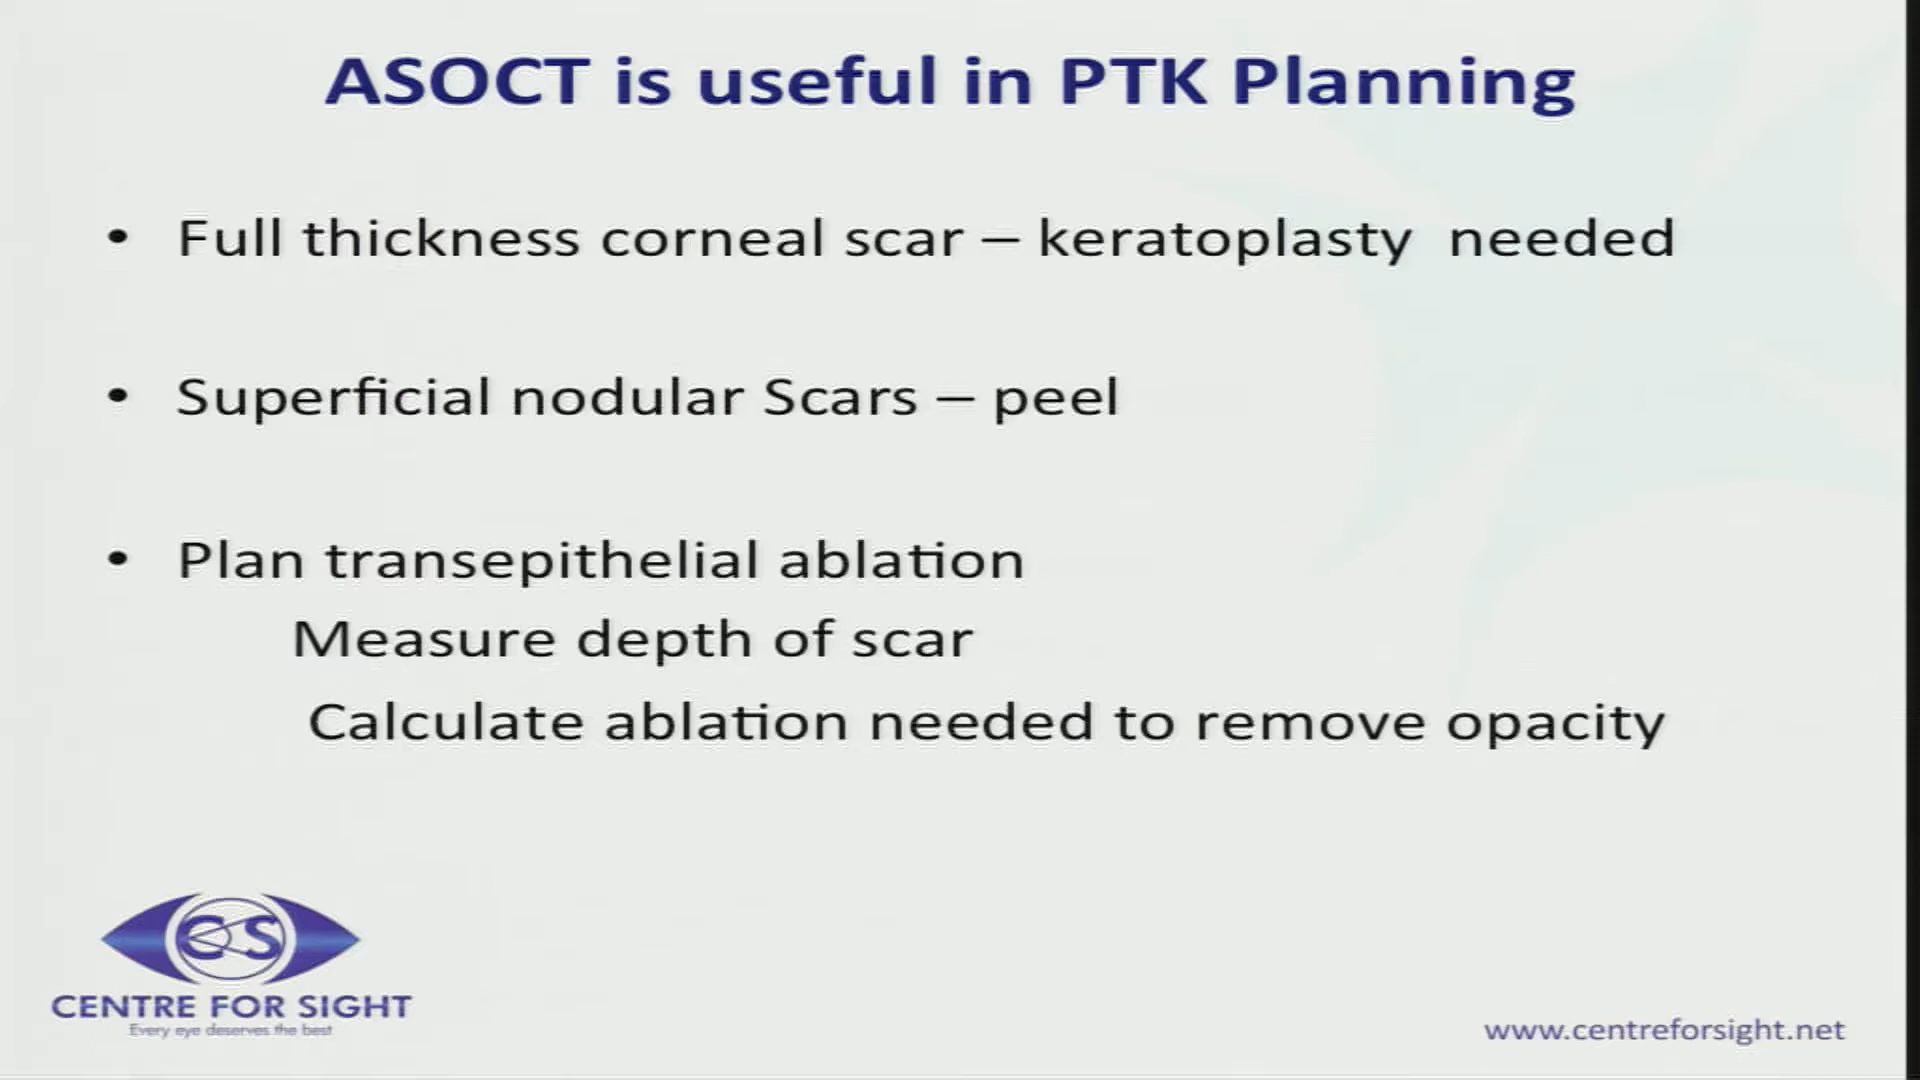 ASOCT is useful in PTK Planning
• Full thickness corneal scar – keratoplasty needed
• Superficial nodular Scars – peel
• Plan transepithelial ablation
Measure depth of scar
Calculate ablation needed to remove opacity
CS
CENTRE FOR SIGHT
Every eye deserves the best
www.centreforsight.net